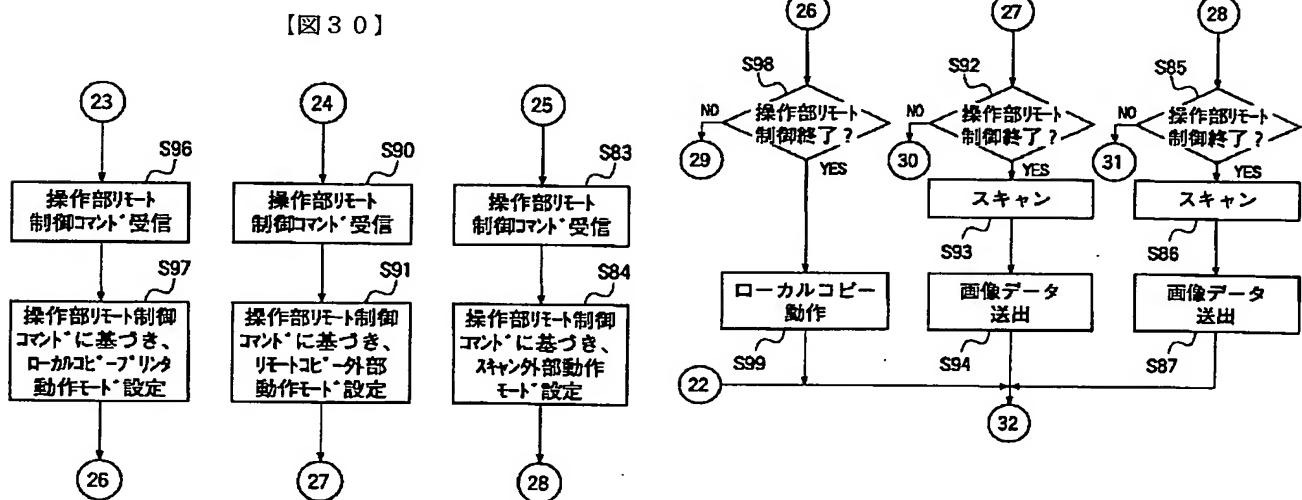 【図30】
23
S96
操作部リモート
制御コマンド受信
S97
操作部リモート制御
コマンドに基づき、
ローカルコピープリンタ
動作モード設定
26
24
S90
操作部リモート
制御コマンド受信
S91
操作部リモート制御
コマンドに基づき、
リモートコピー外部
動作モード設定
27
25
S83
操作部リモート
制御コマンド受信
S84
操作部リモート制御
コマンドに基づき、
スキャン外部動作
モード設定
28
26
S98
操作部リモート
制御終了?
NO
29
YES
ローカルコピー
動作
S99
22
27
S92
操作部リモート
制御終了?
NO
30
YES
スキャン
S93
画像データ
送出
S94
32
28
S85
操作部リモート
制御終了?
NO
31
YES
スキャン
S86
画像データ
送出
S87